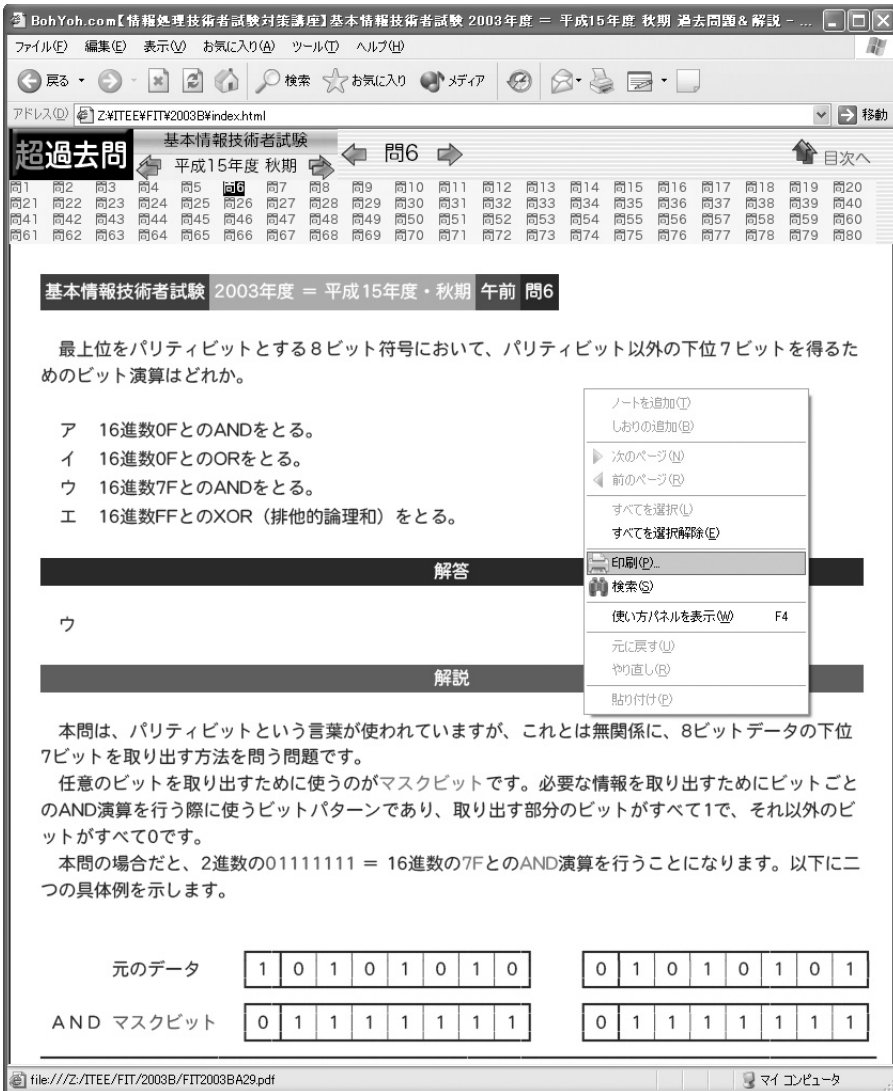 BohYoh.com【情報処理技術者試験対策講座】基本情報技術者試験 2003年度 ＝ 平成15年度 秋期 過去問題&解説 - ...
ファイル(F) 編集(E) 表示(V) お気に入り(A) ツール(T) ヘルプ(H)
戻る 検索 お気に入り メディア
アドレス(D) Z:¥ITEE¥FIT¥2003B¥index.html 移動
超過去問 基本情報技術者試験 平成15年度 秋期 問6 目次へ
問1 問2 問3 問4 問5 問6 問7 問8 問9 問10 問11 問12 問13 問14 問15 問16 問17 問18 問19 問20
問21 問22 問23 問24 問25 問26 問27 問28 問29 問30 問31 問32 問33 問34 問35 問36 問37 問38 問39 問40
問41 問42 問43 問44 問45 問46 問47 問48 問49 問50 問51 問52 問53 問54 問55 問56 問57 問58 問59 問60
問61 問62 問63 問64 問65 問66 問67 問68 問69 問70 問71 問72 問73 問74 問75 問76 問77 問78 問79 問80
基本情報技術者試験 2003年度 ＝ 平成15年度・秋期 午前 問6
最上位をパリティビットとする８ビット符号において、パリティビット以外の下位７ビットを得るた
めのビット演算はどれか。
ア 16進数0FとのANDをとる。
イ 16進数0FとのORをとる。
ウ 16進数7FとのANDをとる。
エ 16進数FFとのXOR（排他的論理和）をとる。
ノートを追加(T)
しおりの追加(B)
次のページ(N)
前のページ(R)
すべてを選択(L)
すべてを選択解除(E)
印刷(P)...
検索(S)
使い方パネルを表示(W) F4
元に戻す(U)
やり直し(R)
貼り付け(P)
解答
ウ
解説
本問は、パリティビットという言葉が使われていますが、これとは無関係に、8ビットデータの下位
7ビットを取り出す方法を問う問題です。
任意のビットを取り出すために使うのがマスクビットです。必要な情報を取り出すためにビットごと
のAND演算を行う際に使うビットパターンであり、取り出す部分のビットがすべて1で、それ以外のビ
ットがすべて0です。
本問の場合だと、2進数の01111111 ＝ 16進数の7FとのAND演算を行うことになります。以下に二
つの具体例を示します。
元のデータ 1 0 1 0 1 0 1 0 0 1 0 1 0 1 0 1
AND マスクビット 0 1 1 1 1 1 1 1 0 1 1 1 1 1 1 1
file:///Z:/ITEE/FIT/2003B/FIT2003BA29.pdf マイ コンピュータ